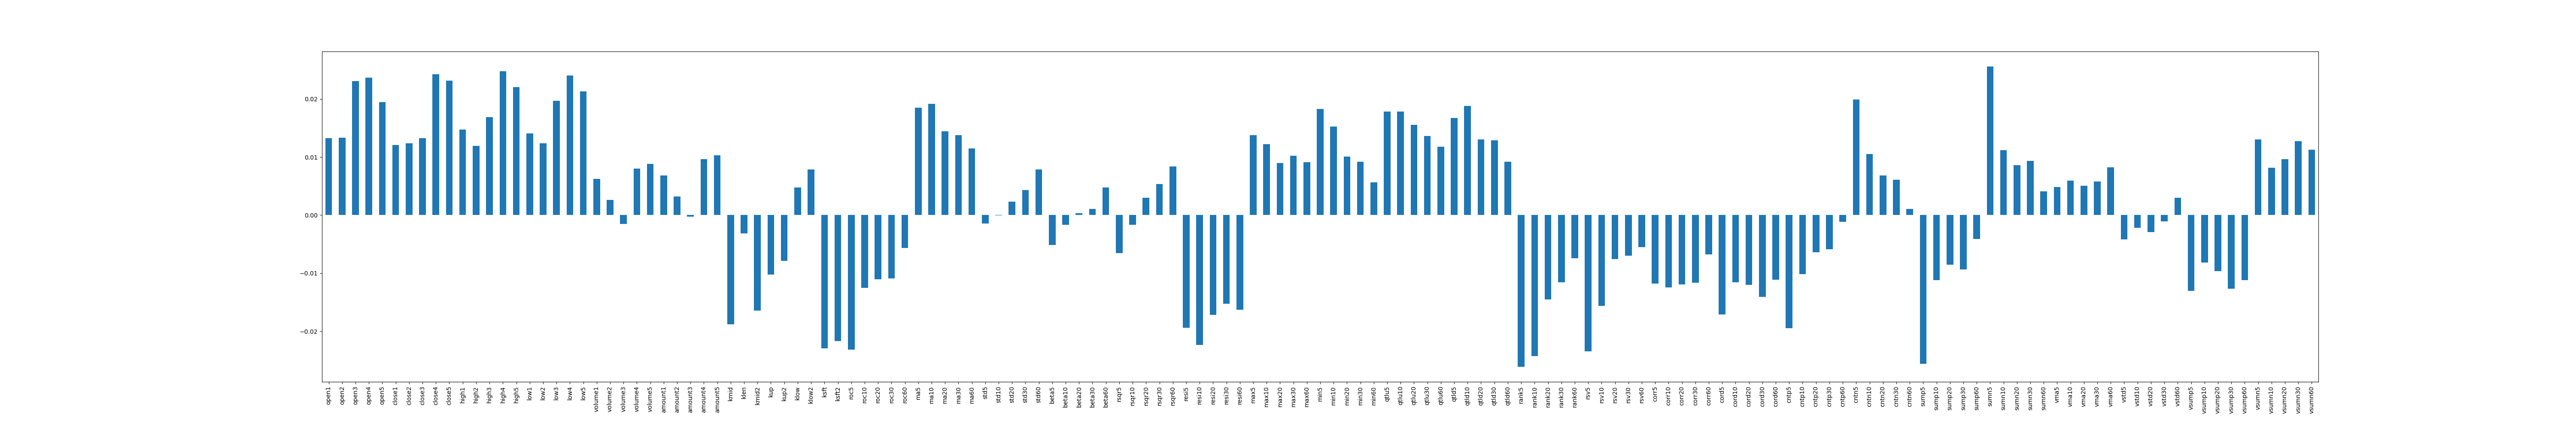 0.02
0.01
0.00
−0.01
−0.02
open1
open2
open3
open4
open5
close1
close2
close3
close4
close5
high1
high2
high3
high4
high5
low1
low2
low3
low4
low5
volume1
volume2
volume3
volume4
volume5
amount1
amount2
amount3
amount4
amount5
kmid
klen
kmid2
kup
kup2
klow
klow2
ksft
ksft2
roc5
roc10
roc20
roc30
roc60
ma5
ma10
ma20
ma30
ma60
std5
std10
std20
std30
std60
beta5
beta10
beta20
beta30
beta60
rsqr5
rsqr10
rsqr20
rsqr30
rsqr60
resi5
resi10
resi20
resi30
resi60
max5
max10
max20
max30
max60
min5
min10
min20
min30
min60
qtlu5
qtlu10
qtlu20
qtlu30
qtlu60
qtld5
qtld10
qtld20
qtld30
qtld60
rank5
rank10
rank20
rank30
rank60
rsv5
rsv10
rsv20
rsv30
rsv60
corr5
corr10
corr20
corr30
corr60
cord5
cord10
cord20
cord30
cord60
cntp5
cntp10
cntp20
cntp30
cntp60
cntn5
cntn10
cntn20
cntn30
cntn60
sump5
sump10
sump20
sump30
sump60
sumn5
sumn10
sumn20
sumn30
sumn60
vma5
vma10
vma20
vma30
vma60
vstd5
vstd10
vstd20
vstd30
vstd60
vsump5
vsump10
vsump20
vsump30
vsump60
vsumn5
vsumn10
vsumn20
vsumn30
vsumn60